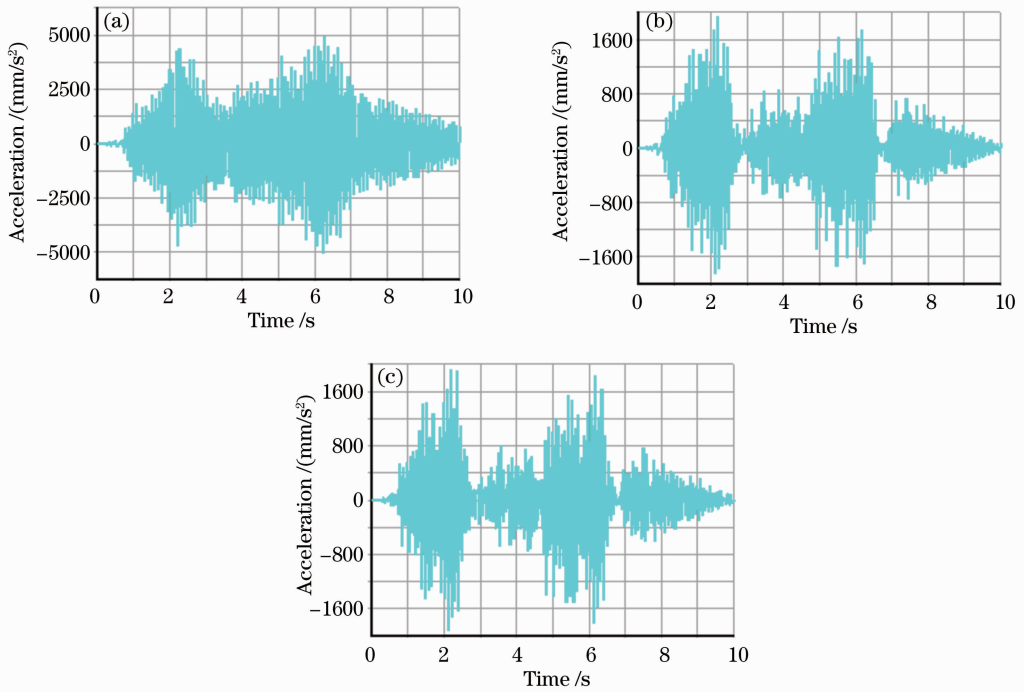 (a)
Acceleration /(mm/s²)
5000
2500
0
−2500
−5000
0 2 4 6 8 10
Time /s
(b)
Acceleration /(mm/s²)
1600
800
0
−800
−1600
0 2 4 6 8 10
Time /s
(c)
Acceleration /(mm/s²)
1600
800
0
−800
−1600
0 2 4 6 8 10
Time /s